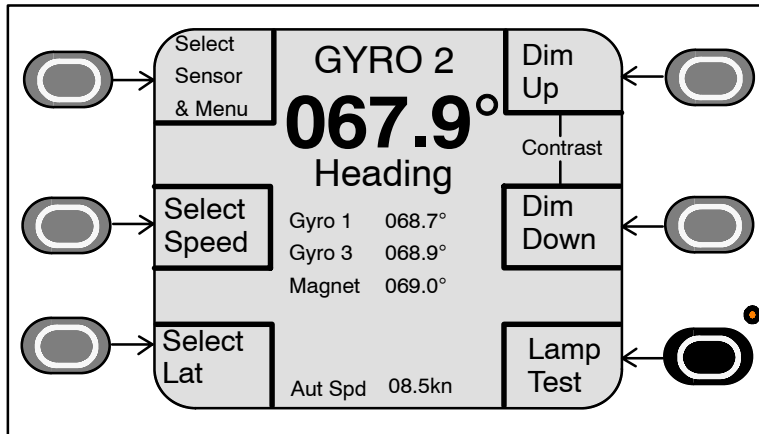 Select
Sensor
& Menu
GYRO 2
067.9°
Heading
Dim
Up
Contrast
Select
Speed
Gyro 1 068.7°
Gyro 3 068.9°
Magnet 069.0°
Dim
Down
Select
Lat
Aut Spd 08.5kn
Lamp
Test